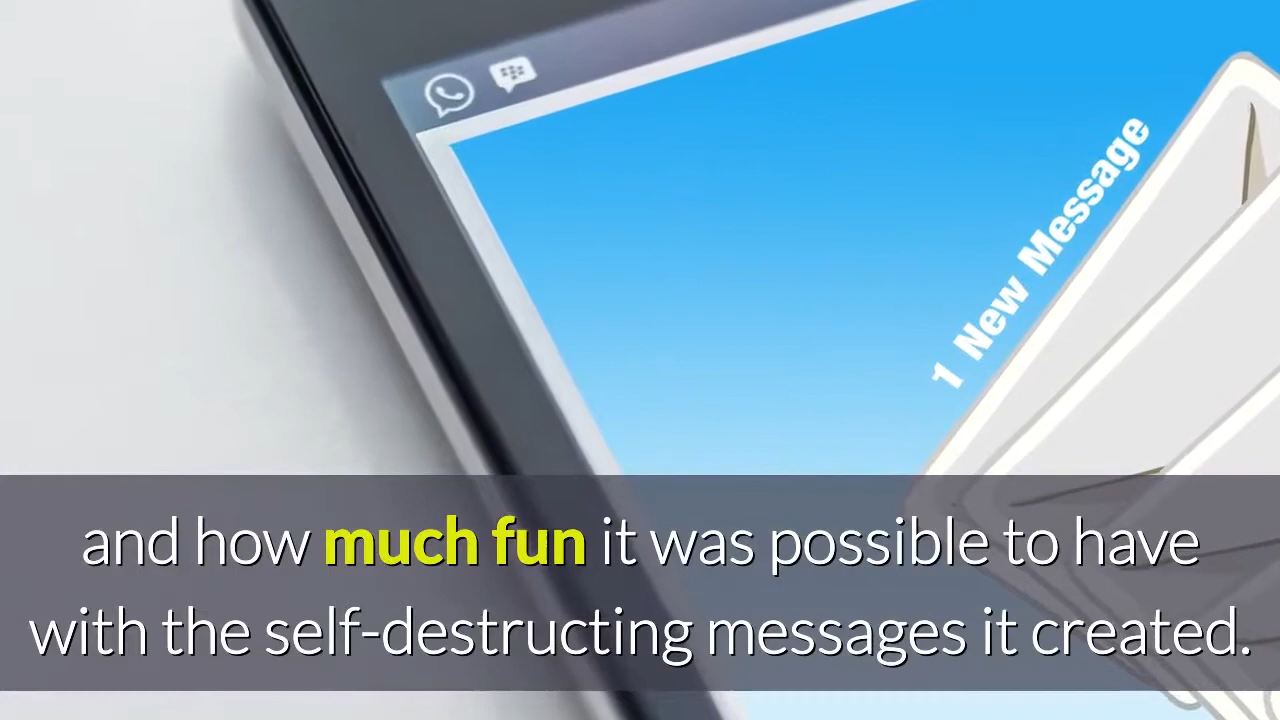 1 New Message
and how much fun it was possible to have
with the self-destructing messages it created.